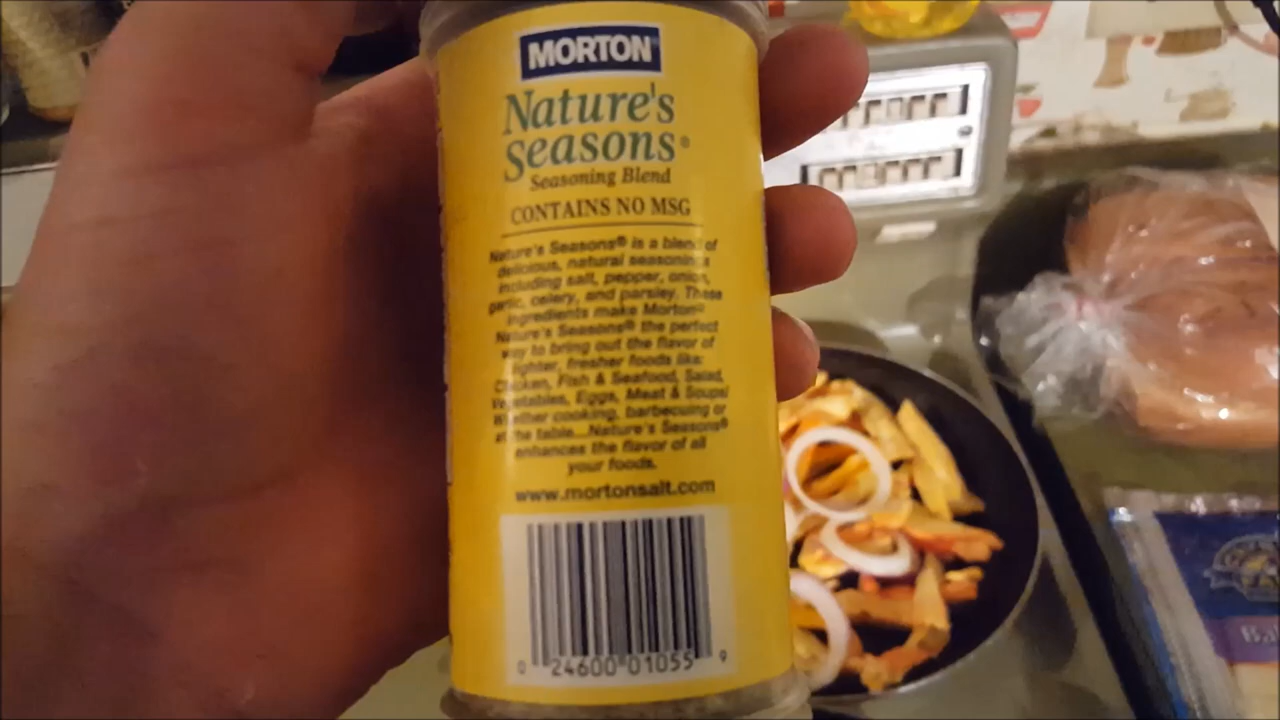 MORTON®
Nature's
Seasons®
Seasoning Blend
CONTAINS NO MSG
Nature's Seasons® is a blend of
delicious, natural seasonings
including salt, pepper, onion,
garlic, celery, and parsley. These
ingredients make Morton®
Nature's Seasons® the perfect
way to bring out the flavor of
lighter, fresher foods like:
Chicken, Fish & Seafood, Salad,
Vegetables, Eggs, Meat & Soups!
Whether cooking, barbecuing or
at the table...Nature's Seasons®
enhances the flavor of all
your foods.
www.mortonsalt.com
0 24600 01055 9